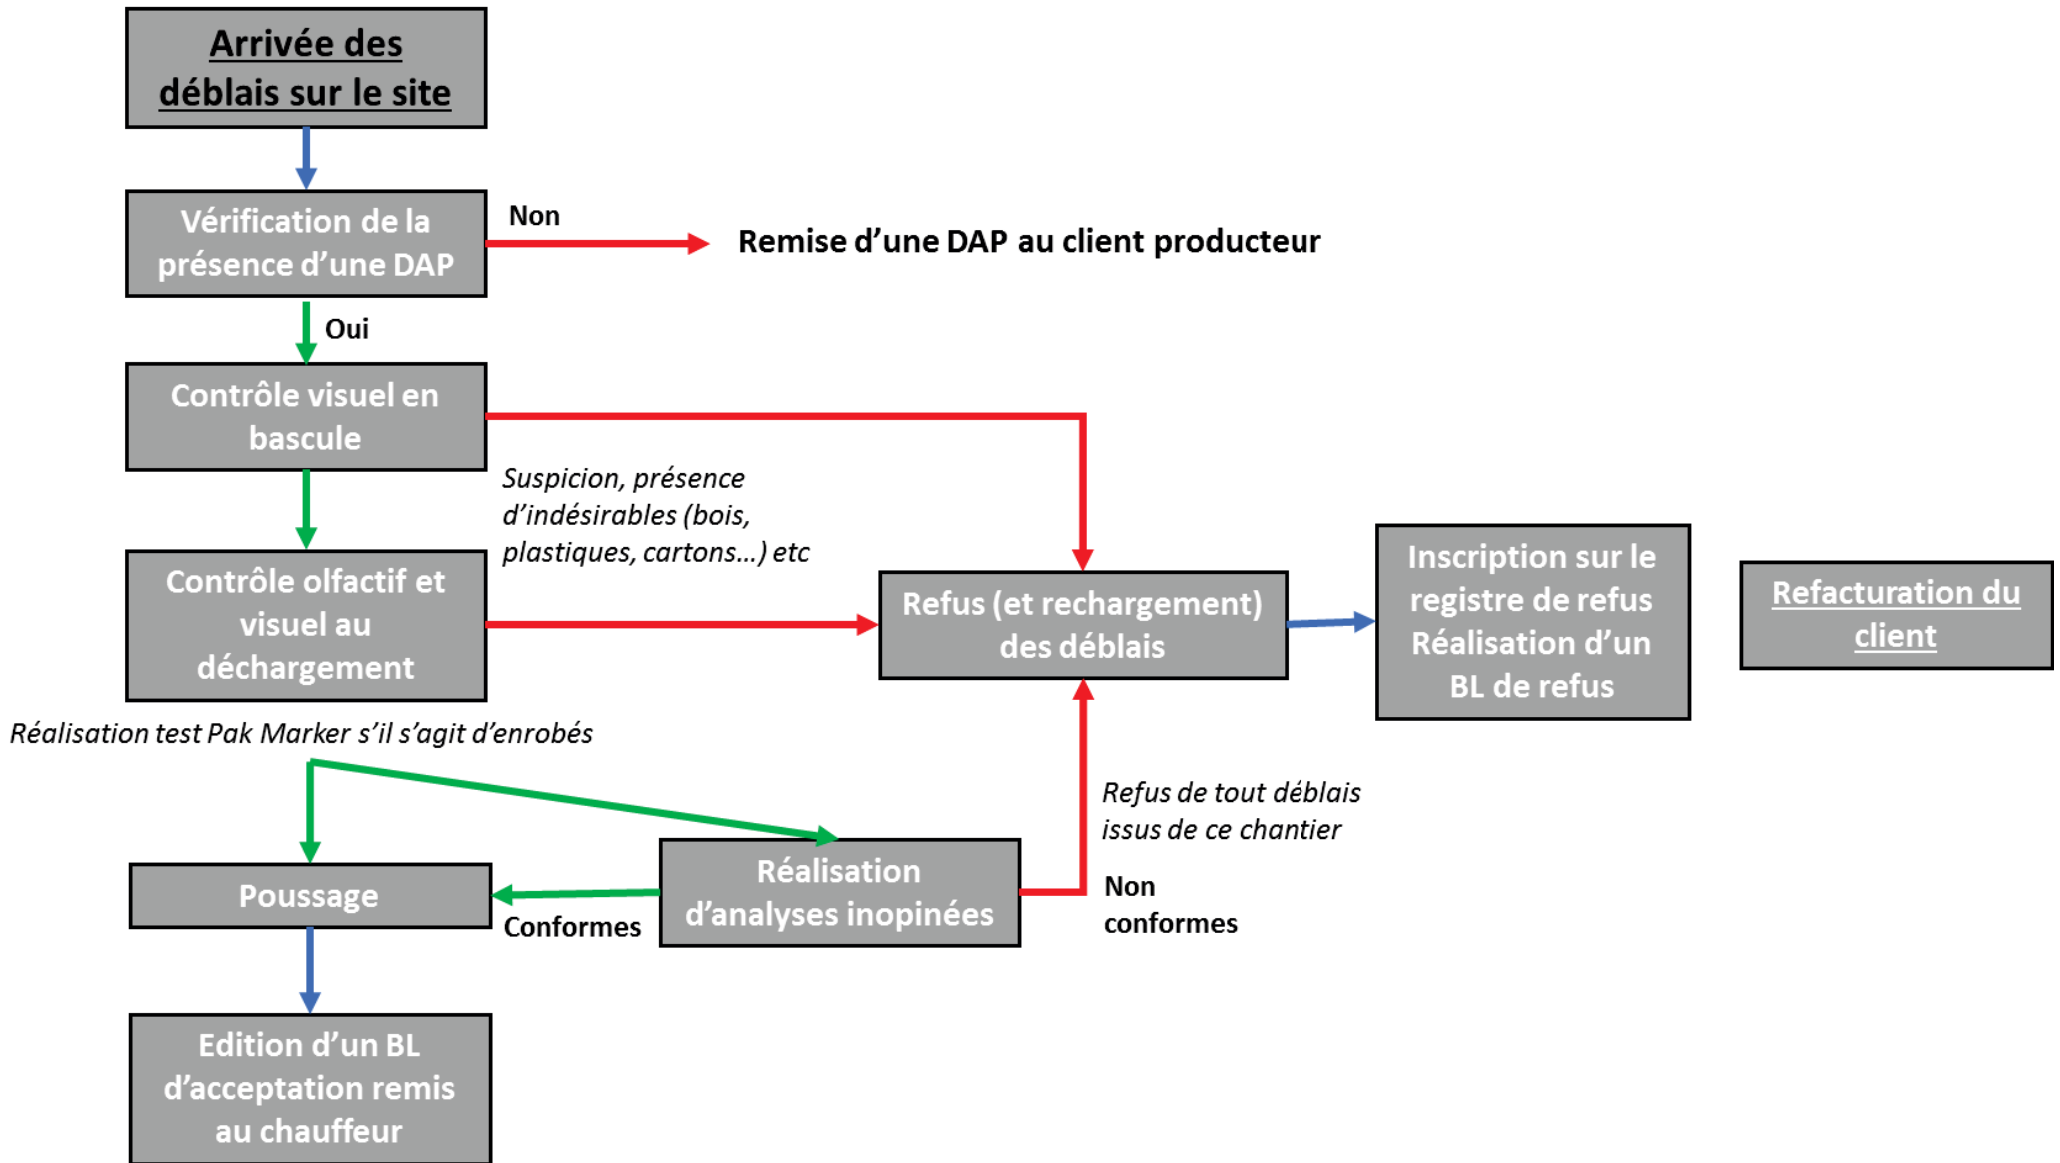 Arrivée des
déblais sur le site
Vérification de la
présence d'une DAP
Non
Remise d'une DAP au client producteur
Oui
Contrôle visuel en
bascule
Suspicion, présence
d'indésirables (bois,
plastiques, cartons...) etc
Contrôle olfactif et
visuel au
déchargement
Refus (et rechargement)
des déblais
Inscription sur le
registre de refus
Réalisation d'un
BL de refus
Refacturation du
client
Réalisation test Pak Marker s'il s'agit d'enrobés
Refus de tout déblais
issus de ce chantier
Poussage
Conformes
Réalisation
d'analyses inopinées
Non
conformes
Edition d'un BL
d'acceptation remis
au chauffeur